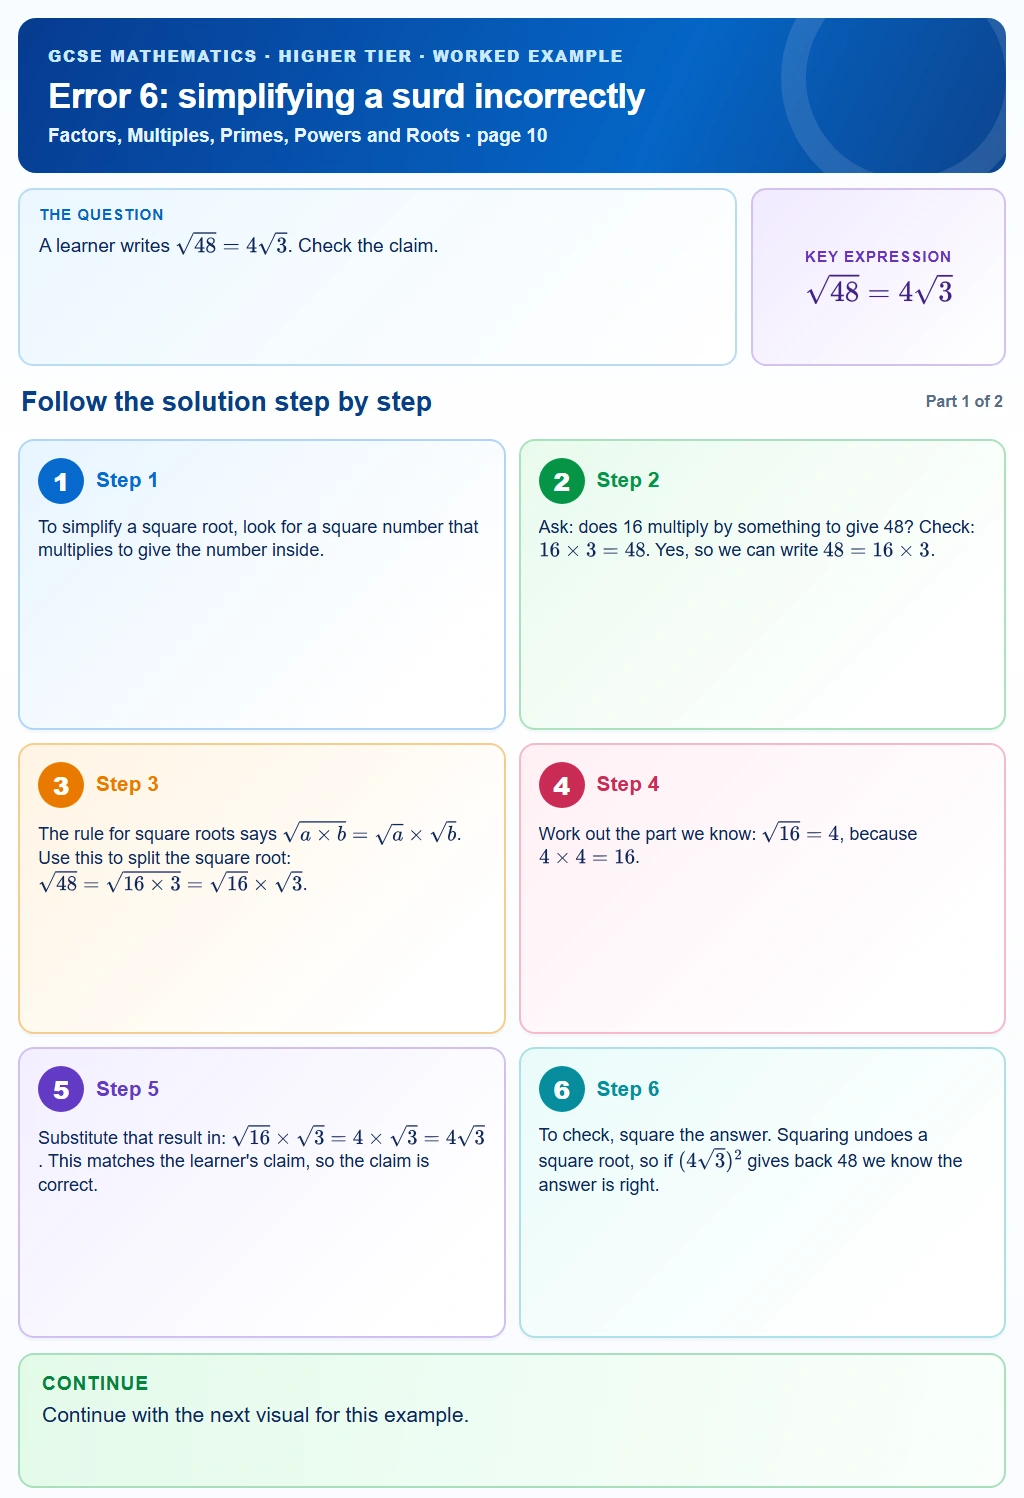 GCSE MATHEMATICS · HIGHER TIER · WORKED EXAMPLE
Error 6: simplifying a surd incorrectly
Factors, Multiples, Primes, Powers and Roots · page 10
THE QUESTION
A learner writes √48 = 4√3. Check the claim.
KEY EXPRESSION
√48 = 4√3
Follow the solution step by step
Part 1 of 2
1 Step 1
To simplify a square root, look for a square number that
multiplies to give the number inside.
2 Step 2
Ask: does 16 multiply by something to give 48? Check:
16 × 3 = 48. Yes, so we can write 48 = 16 × 3.
3 Step 3
The rule for square roots says √(a × b) = √a × √b.
Use this to split the square root:
√48 = √(16 × 3) = √16 × √3.
4 Step 4
Work out the part we know: √16 = 4, because
4 × 4 = 16.
5 Step 5
Substitute that result in: √16 × √3 = 4 × √3 = 4√3
. This matches the learner's claim, so the claim is
correct.
6 Step 6
To check, square the answer. Squaring undoes a
square root, so if (4√3)² gives back 48 we know the
answer is right.
CONTINUE
Continue with the next visual for this example.